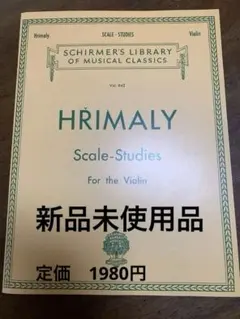 Hrimaly
SCALE - STUDIES
Violin
SCHIRMER'S LIBRARY
OF MUSICAL CLASSICS
HŘIMALY
Scale-Studies
For the Violin
新品未使用品
定価 1980円